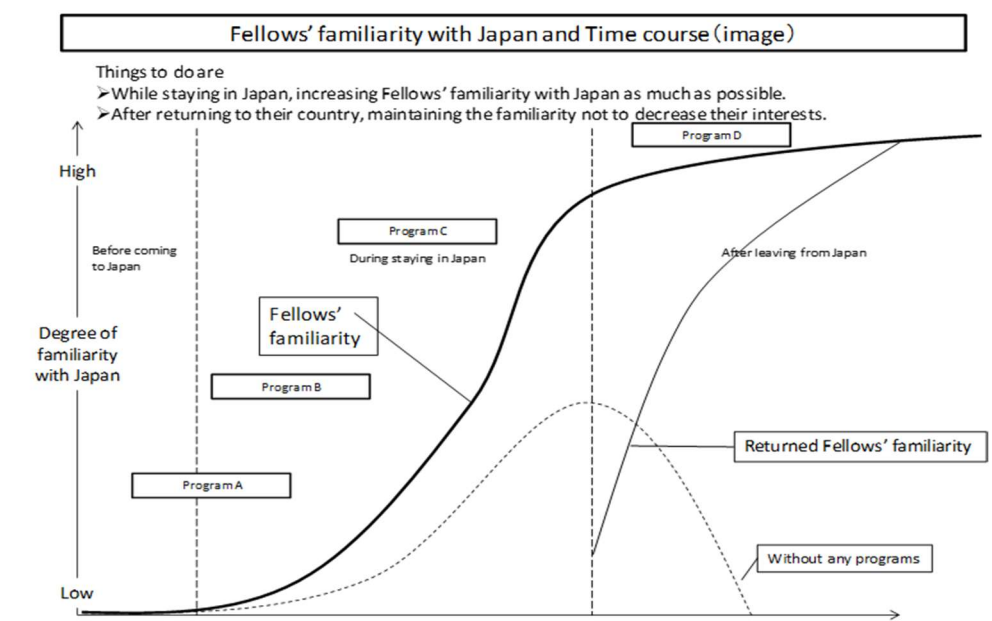 Fellows' familiarity with Japan and Time course（image）
Things to do are
➢While staying in Japan, increasing Fellows' familiarity with Japan as much as possible.
➢After returning to their country, maintaining the familiarity not to decrease their interests.
Program D
High
Program C
Before coming
to Japan
During staying in Japan
After leaving from Japan
Fellows'
familiarity
Degree of
familiarity
with Japan
Program B
Returned Fellows' familiarity
Program A
Without any programs
Low